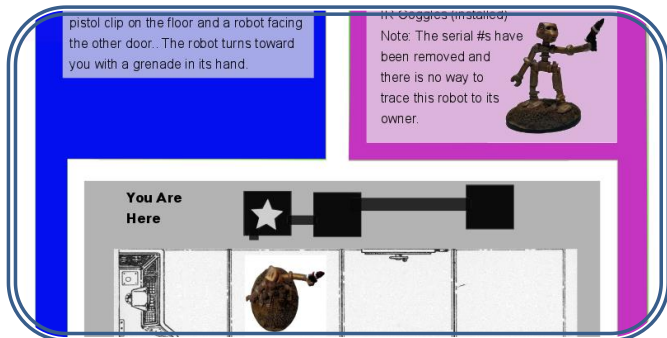 pistol clip on the floor and a robot facing
the other door.. The robot turns toward
you with a grenade in its hand.
IR Goggles (installed)
Note: The serial #s have
been removed and
there is no way to
trace this robot to its
owner.
You Are
Here